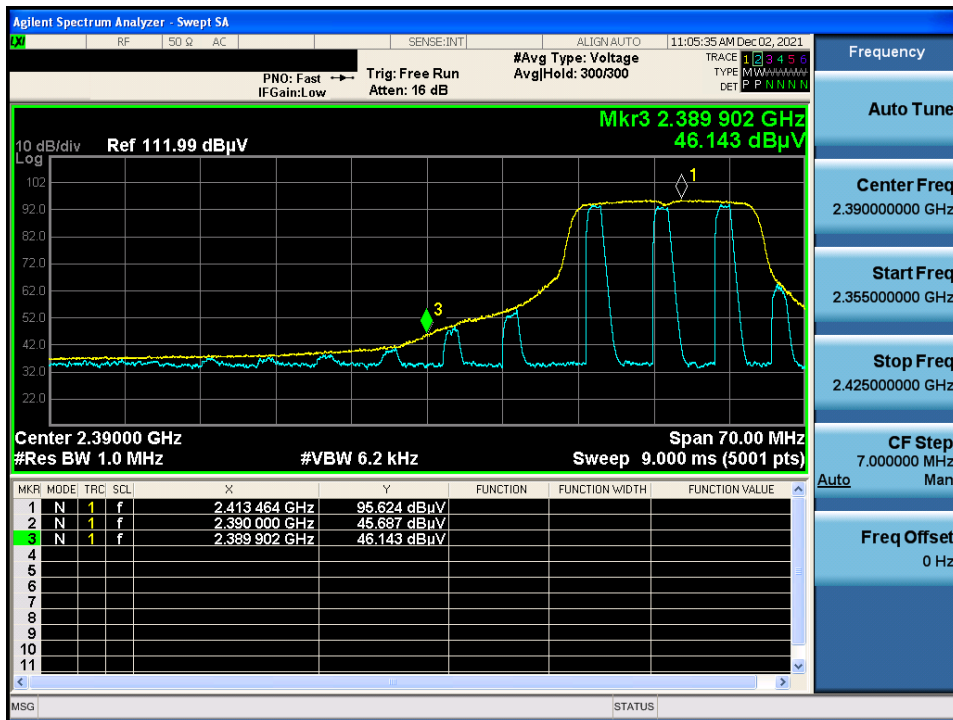 Agilent Spectrum Analyzer - Swept SA
LXI RF 50 Ω AC SENSE:INT ALIGN AUTO 11:05:35 AM Dec 02, 2021
PNO: Fast Trig: Free Run #Avg Type: Voltage TRACE 1 2 3 4 5 6
IFGain:Low Atten: 16 dB Avg|Hold: 300/300 TYPE M W
DET P P N N N N
Mkr3 2.389 902 GHz
46.143 dBµV
10 dB/div Ref 111.99 dBµV
Log
102
92.0
82.0
72.0
62.0
52.0
42.0
32.0
22.0
1
3
Center 2.39000 GHz Span 70.00 MHz
#Res BW 1.0 MHz #VBW 6.2 kHz Sweep 9.000 ms (5001 pts)
MKR MODE TRC SCL X Y FUNCTION FUNCTION WIDTH FUNCTION VALUE
1 N 1 f 2.413 464 GHz 95.624 dBµV
2 N 1 f 2.390 000 GHz 45.687 dBµV
3 N 1 f 2.389 902 GHz 46.143 dBµV
4
5
6
7
8
9
10
11
MSG STATUS
Frequency
Auto Tune
Center Freq
2.390000000 GHz
Start Freq
2.355000000 GHz
Stop Freq
2.425000000 GHz
CF Step
7.000000 MHz
Auto Man
Freq Offset
0 Hz